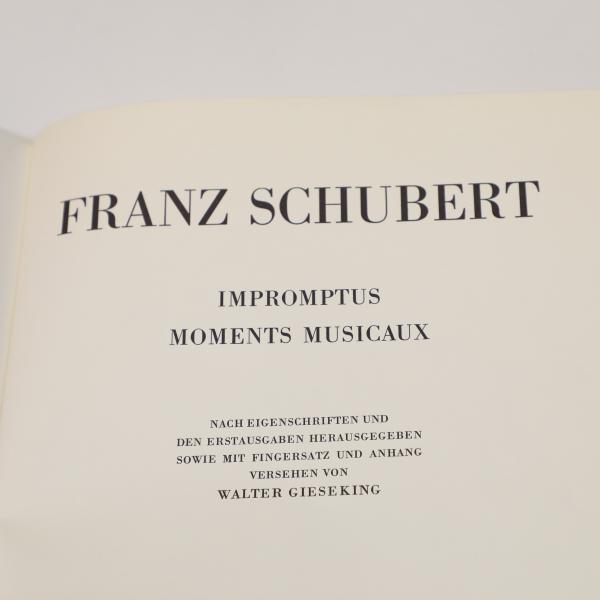 FRANZ SCHUBERT
IMPROMPTUS
MOMENTS MUSICAUX
NACH EIGENSCHRIFTEN UND
DEN ERSTAUSGABEN HERAUSGEGEBEN
SOWIE MIT FINGERSATZ UND ANHANG
VERSEHEN VON
WALTER GIESEKING